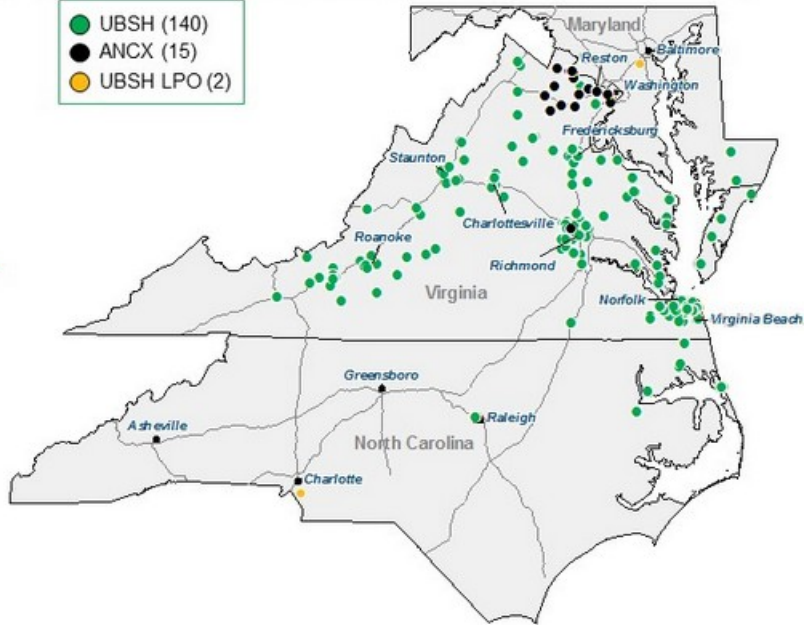 UBSH (140)
ANCX (15)
UBSH LPO (2)
Maryland
Baltimore
Reston
Washington
Fredericksburg
Staunton
Charlottesville
Roanoke
Richmond
Virginia
Norfolk
Virginia Beach
Greensboro
Asheville
Raleigh
North Carolina
Charlotte